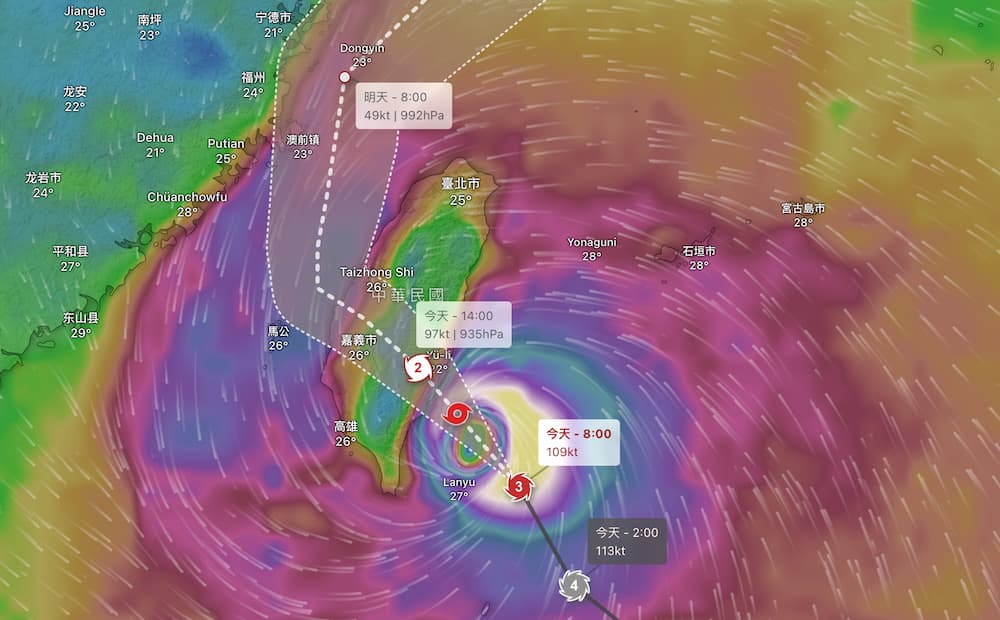 Jiangle
25°
南坪
23°
宁德市
21°
Dongyin
23°
福州
24°
明天 - 8:00
49kt | 992hPa
龙安
22°
Dehua
21°
Putian
25°
澳前镇
23°
龙岩市
24°
Chüanchowfu
28°
臺北市
25°
宮古島市
28°
平和县
27°
Yonaguni
28°
石垣市
28°
Taizhong Shi
26°
中華民國
东山县
29°
馬公
26°
嘉義市
26°
今天 - 14:00
97kt | 935hPa
Yü-li
2
高雄
26°
今天 - 8:00
109kt
Lanyu
27°
3
今天 - 2:00
113kt
4